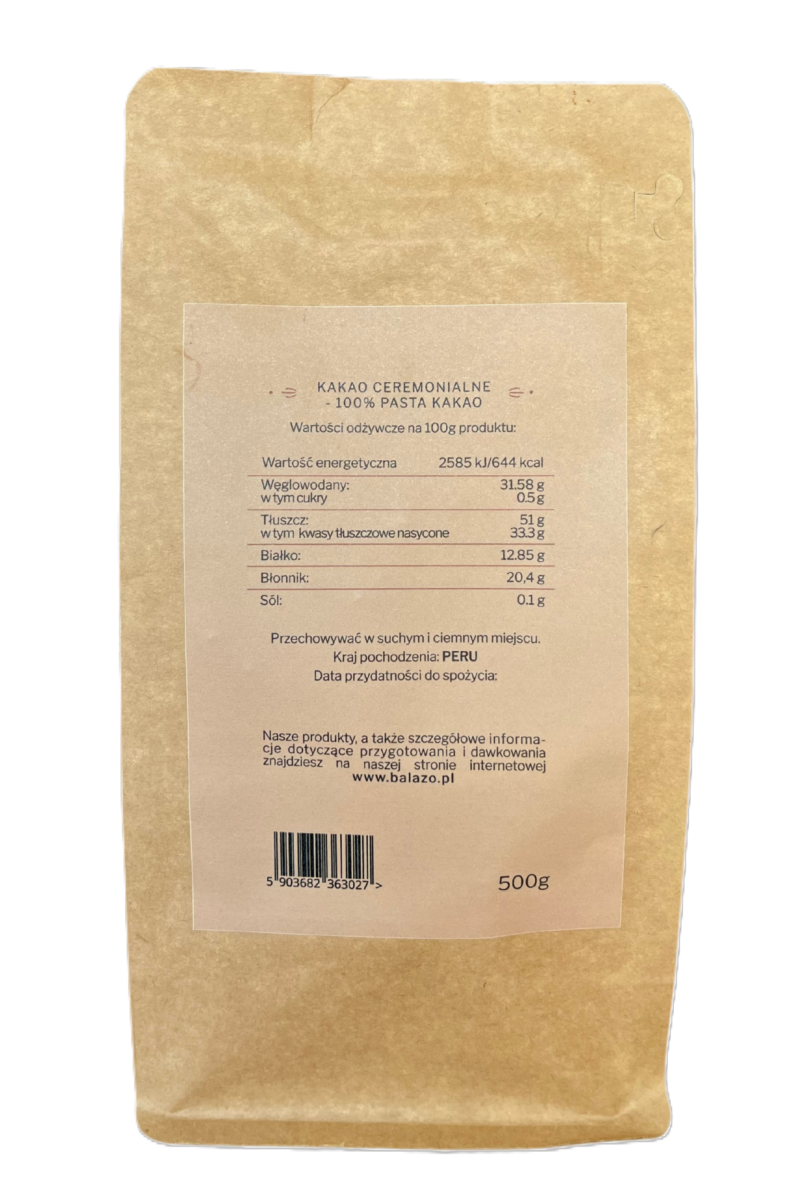 KAKAO CEREMONIALNE
- 100% PASTA KAKAO
Wartości odżywcze na 100g produktu:
Wartość energetyczna 2585 kJ/644 kcal
Węglowodany: 31.58 g
w tym cukry 0.5 g
Tłuszcz: 51 g
w tym kwasy tłuszczowe nasycone 33.3 g
Białko: 12.85 g
Błonnik: 20,4 g
Sól: 0.1 g
Przechowywać w suchym i ciemnym miejscu.
Kraj pochodzenia: PERU
Data przydatności do spożycia:
Nasze produkty, a także szczegółowe informa-
cje dotyczące przygotowania i dawkowania
znajdziesz na naszej stronie internetowej
www.balazo.pl
5 903682 363027 >
500g